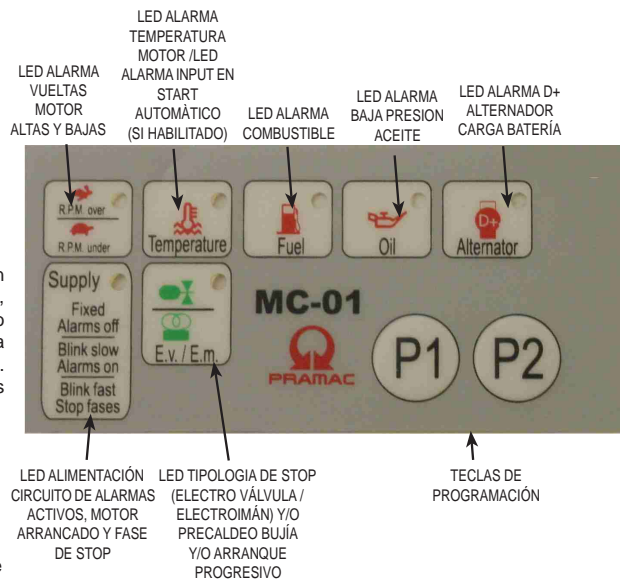 LED ALARMA
TEMPERATURA
MOTOR /LED
ALARMA INPUT EN
START
AUTOMÀTICO
(SI HABILITADO)
LED ALARMA
VUELTAS
MOTOR
ALTAS Y BAJAS
LED ALARMA
COMBUSTIBLE
LED ALARMA
BAJA PRESION
ACEITE
LED ALARMA D+
ALTERNADOR
CARGA BATERÍA
R.P.M. over
R.P.M. under
Temperature
Fuel
Oil
D+
Alternator
Supply
Fixed
Alarms off
Blink slow
Alarms on
Blink fast
Stop fases
E.v. / E.m.
MC-01
PRAMAC
P1
P2
LED ALIMENTACIÓN
CIRCUITO DE ALARMAS
ACTIVOS, MOTOR
ARRANCADO Y FASE
DE STOP
LED TIPOLOGIA DE STOP
(ELECTRO VÁLVULA /
ELECTROIMÁN) Y/O
PRECALDEO BUJÍA
Y/O ARRANQUE
PROGRESIVO
TECLAS DE
PROGRAMACIÓN